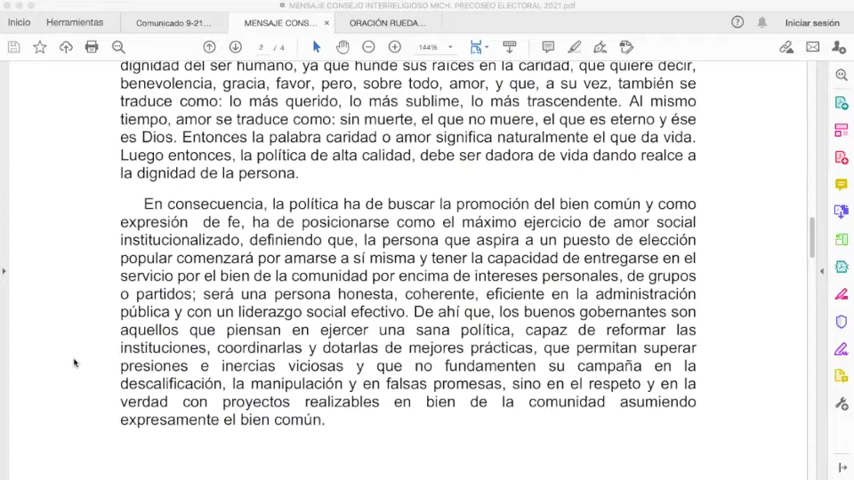 MENSAJE CONSEJO INTERRELIGIOSO MICH. PRECOSEO ELECTORAL 2021.pdf
Inicio Herramientas Comunicado 9-21... MENSAJE CONS... × ORACIÓN RUEDA... Iniciar sesión
2 / 4 144%
dignidad del ser humano, ya que hunde sus raíces en la caridad, que quiere decir,
benevolencia, gracia, favor, pero, sobre todo, amor, y que, a su vez, también se
traduce como: lo más querido, lo más sublime, lo más trascendente. Al mismo
tiempo, amor se traduce como: sin muerte, el que no muere, el que es eterno y ése
es Dios. Entonces la palabra caridad o amor significa naturalmente el que da vida.
Luego entonces, la política de alta calidad, debe ser dadora de vida dando realce a
la dignidad de la persona.
En consecuencia, la política ha de buscar la promoción del bien común y como
expresión de fe, ha de posicionarse como el máximo ejercicio de amor social
institucionalizado, definiendo que, la persona que aspira a un puesto de elección
popular comenzará por amarse a sí misma y tener la capacidad de entregarse en el
servicio por el bien de la comunidad por encima de intereses personales, de grupos
o partidos; será una persona honesta, coherente, eficiente en la administración
pública y con un liderazgo social efectivo. De ahí que, los buenos gobernantes son
aquellos que piensan en ejercer una sana política, capaz de reformar las
instituciones, coordinarlas y dotarlas de mejores prácticas, que permitan superar
presiones e inercias viciosas y que no fundamenten su campaña en la
descalificación, la manipulación y en falsas promesas, sino en el respeto y en la
verdad con proyectos realizables en bien de la comunidad asumiendo
expresamente el bien común.